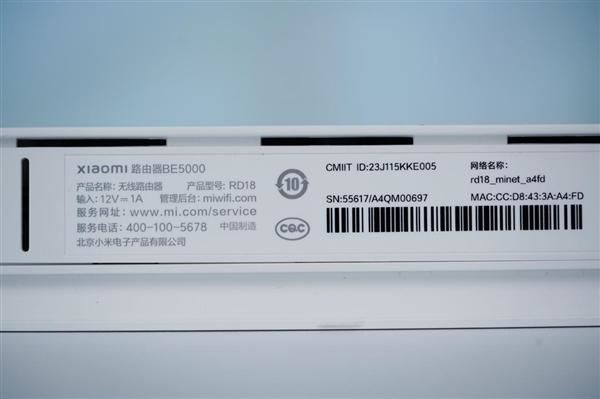 xiaomi 路由器BE5000
产品名称: 无线路由器 产品型号: RD18
输入: 12V⎓1A 管理后台: miwifi.com
服务网址: www.mi.com/service
服务电话: 400-100-5678 中国制造
北京小米电子产品有限公司
10
CQC
CMIIT ID:23J115KKE005
SN:55617/A4QM00697
网络名称:
rd18_minet_a4fd
MAC:CC:D8:43:3A:A4:FD